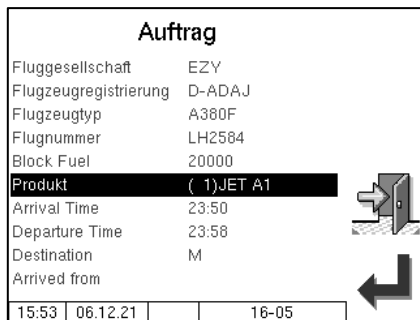 Auftrag
Fluggesellschaft EZY
Flugzeugregistrierung D-ADAJ
Flugzeugtyp A380F
Flugnummer LH2584
Block Fuel 20000
Produkt ( 1)JET A1
Arrival Time 23:50
Departure Time 23:58
Destination M
Arrived from
15:53 06.12.21 16-05